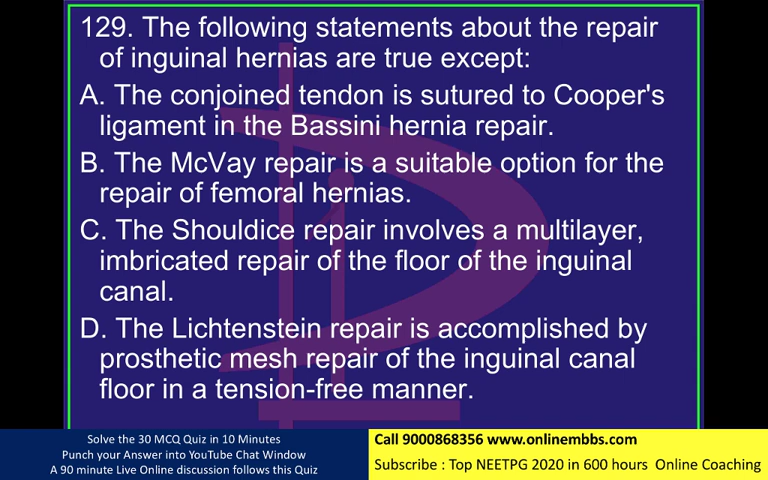 129. The following statements about the repair
of inguinal hernias are true except:
A. The conjoined tendon is sutured to Cooper's
ligament in the Bassini hernia repair.
B. The McVay repair is a suitable option for the
repair of femoral hernias.
C. The Shouldice repair involves a multilayer,
imbricated repair of the floor of the inguinal
canal.
D. The Lichtenstein repair is accomplished by
prosthetic mesh repair of the inguinal canal
floor in a tension-free manner.
Solve the 30 MCQ Quiz in 10 Minutes
Punch your Answer into YouTube Chat Window
A 90 minute Live Online discussion follows this Quiz
Call 9000868356 www.onlinembbs.com
Subscribe : Top NEETPG 2020 in 600 hours Online Coaching